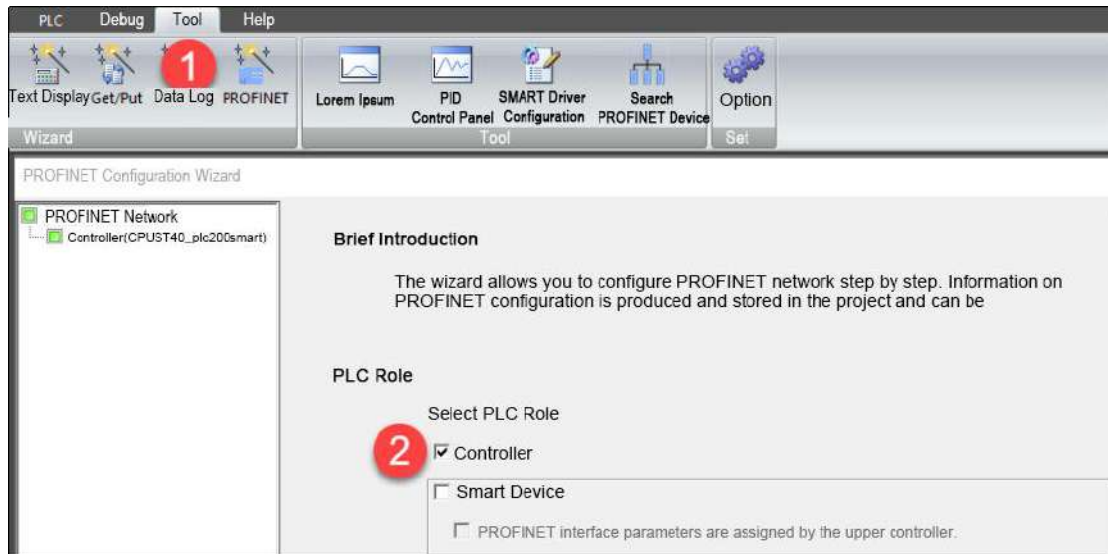 PLC Debug Tool Help
1
Text Display Get/Put Data Log PROFINET Lorem Ipsum PID Control Panel SMART Driver Configuration Search PROFINET Device Option
Wizard Tool Set
PROFINET Configuration Wizard
PROFINET Network
Controller(CPUST40_plc200smart)
Brief Introduction
The wizard allows you to configure PROFINET network step by step. Information on
PROFINET configuration is produced and stored in the project and can be
PLC Role
Select PLC Role
2 Controller
Smart Device
PROFINET interface parameters are assigned by the upper controller.